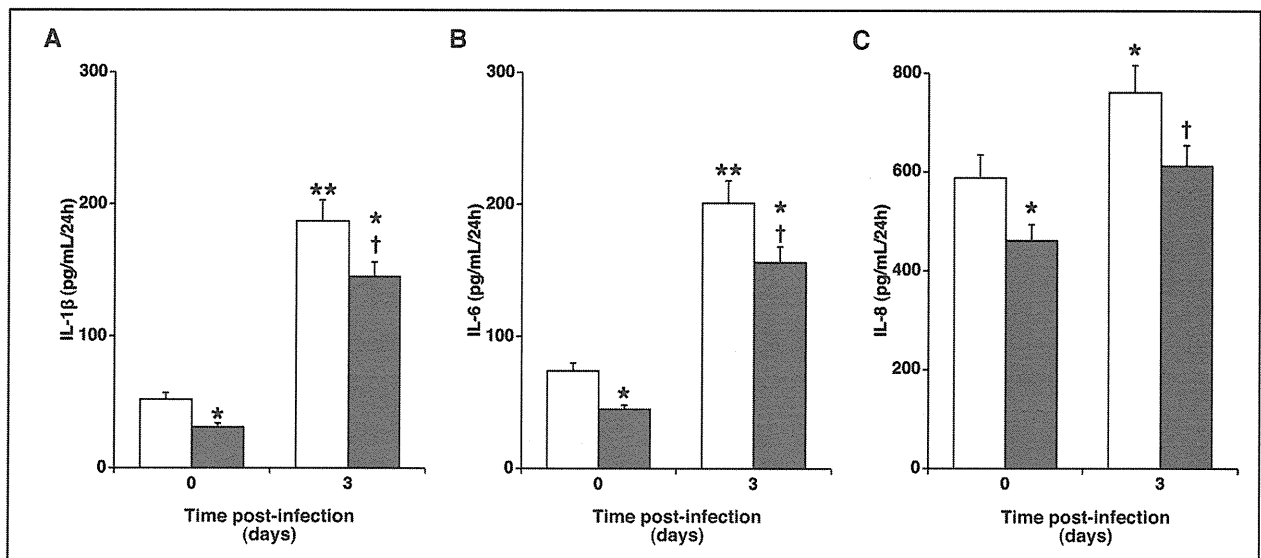 A
IL-1β (pg/mL/24h)
300
200
100
0
**
*
*
†
0
3
Time post-infection
(days)
B
IL-6 (pg/mL/24h)
300
200
100
0
**
*
*
†
0
3
Time post-infection
(days)
C
IL-8 (pg/mL/24h)
800
600
400
200
0
*
*
†
0
3
Time post-infection
(days)